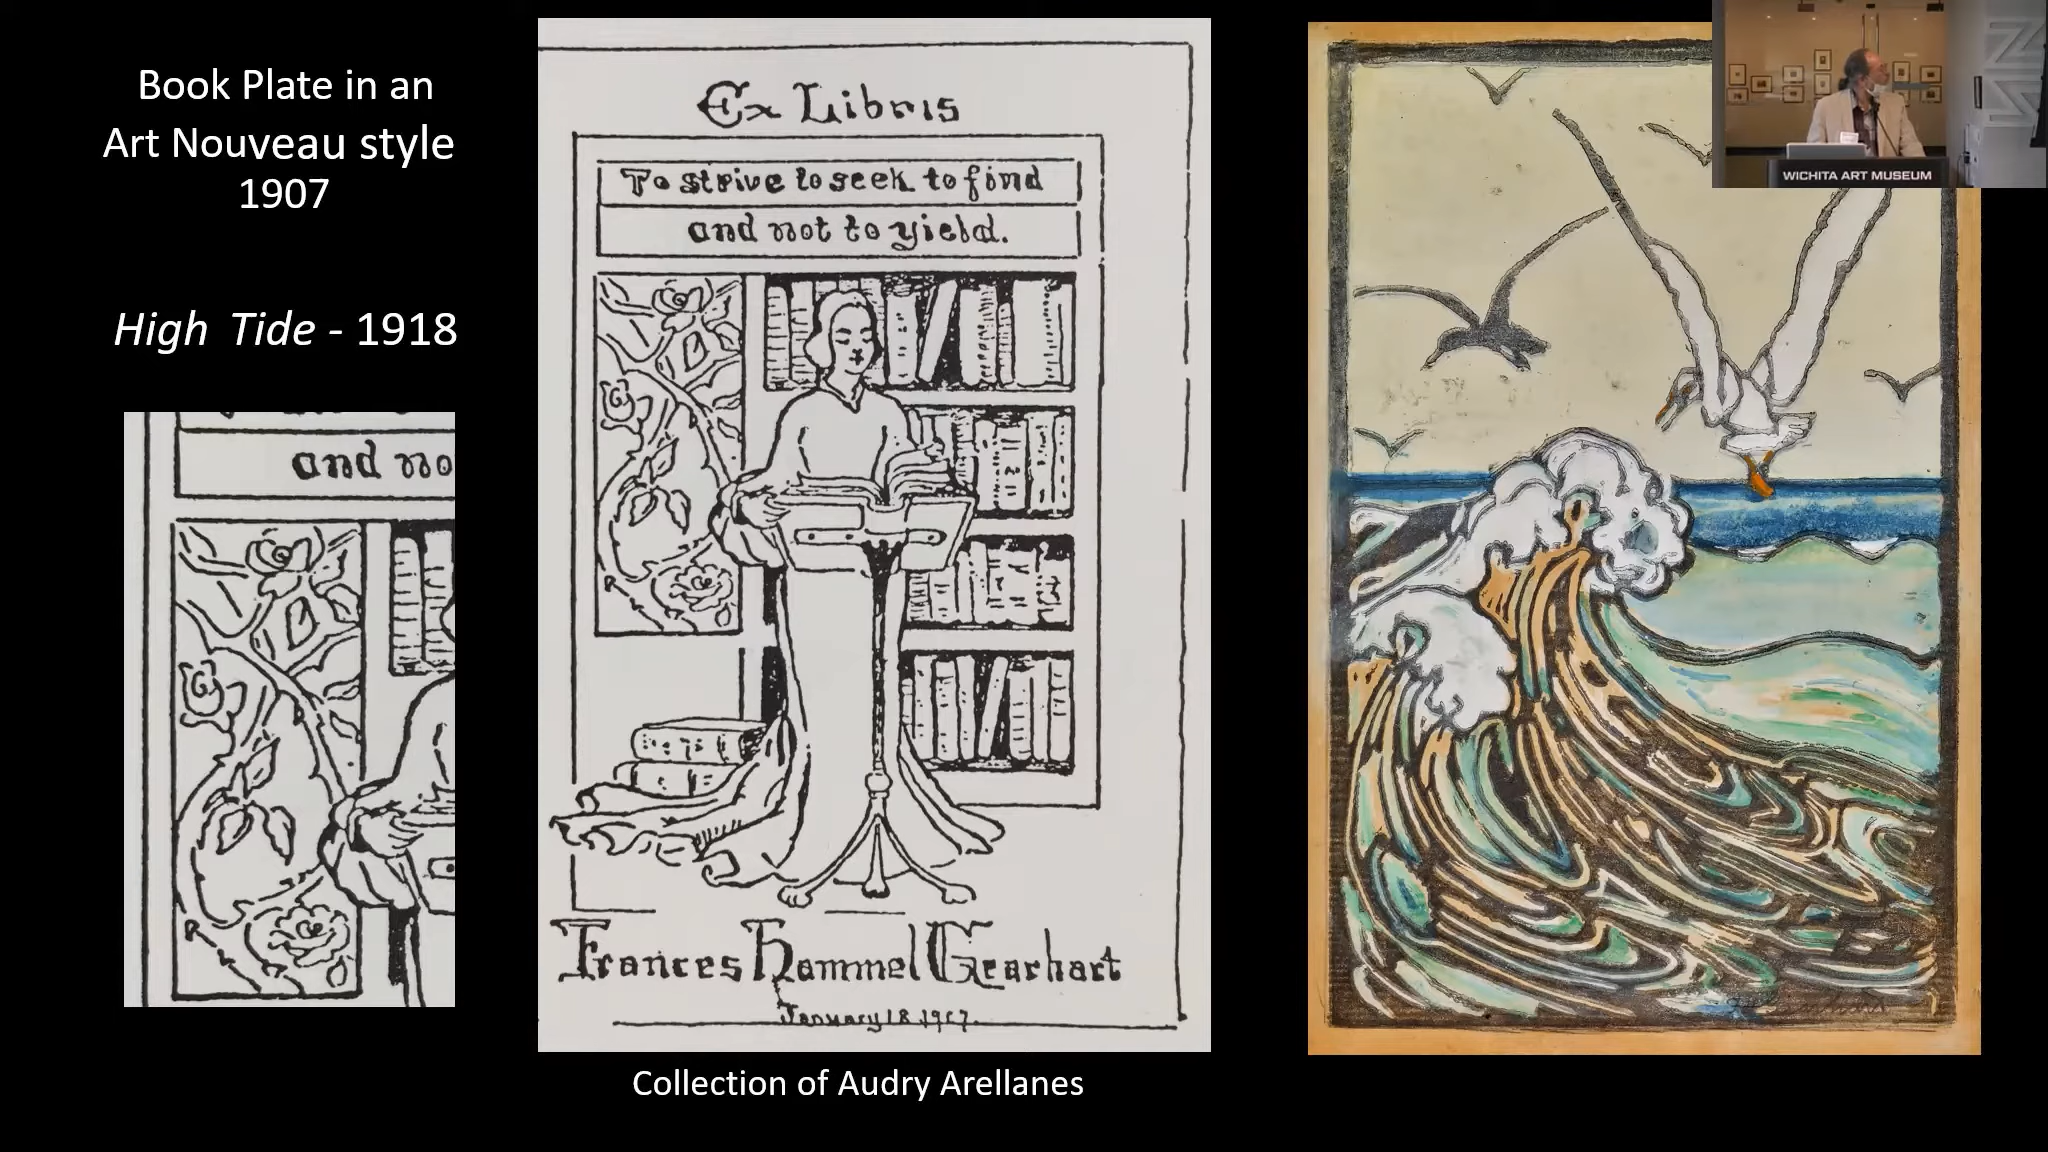 Book Plate in an
Art Nouveau style
1907
High Tide - 1918
and no
Ex Libris
To strive to seek to find
and not to yield.
Frances Hammel Gearhart
January 18 1907.
Collection of Audry Arellanes
WICHITA ART MUSEUM